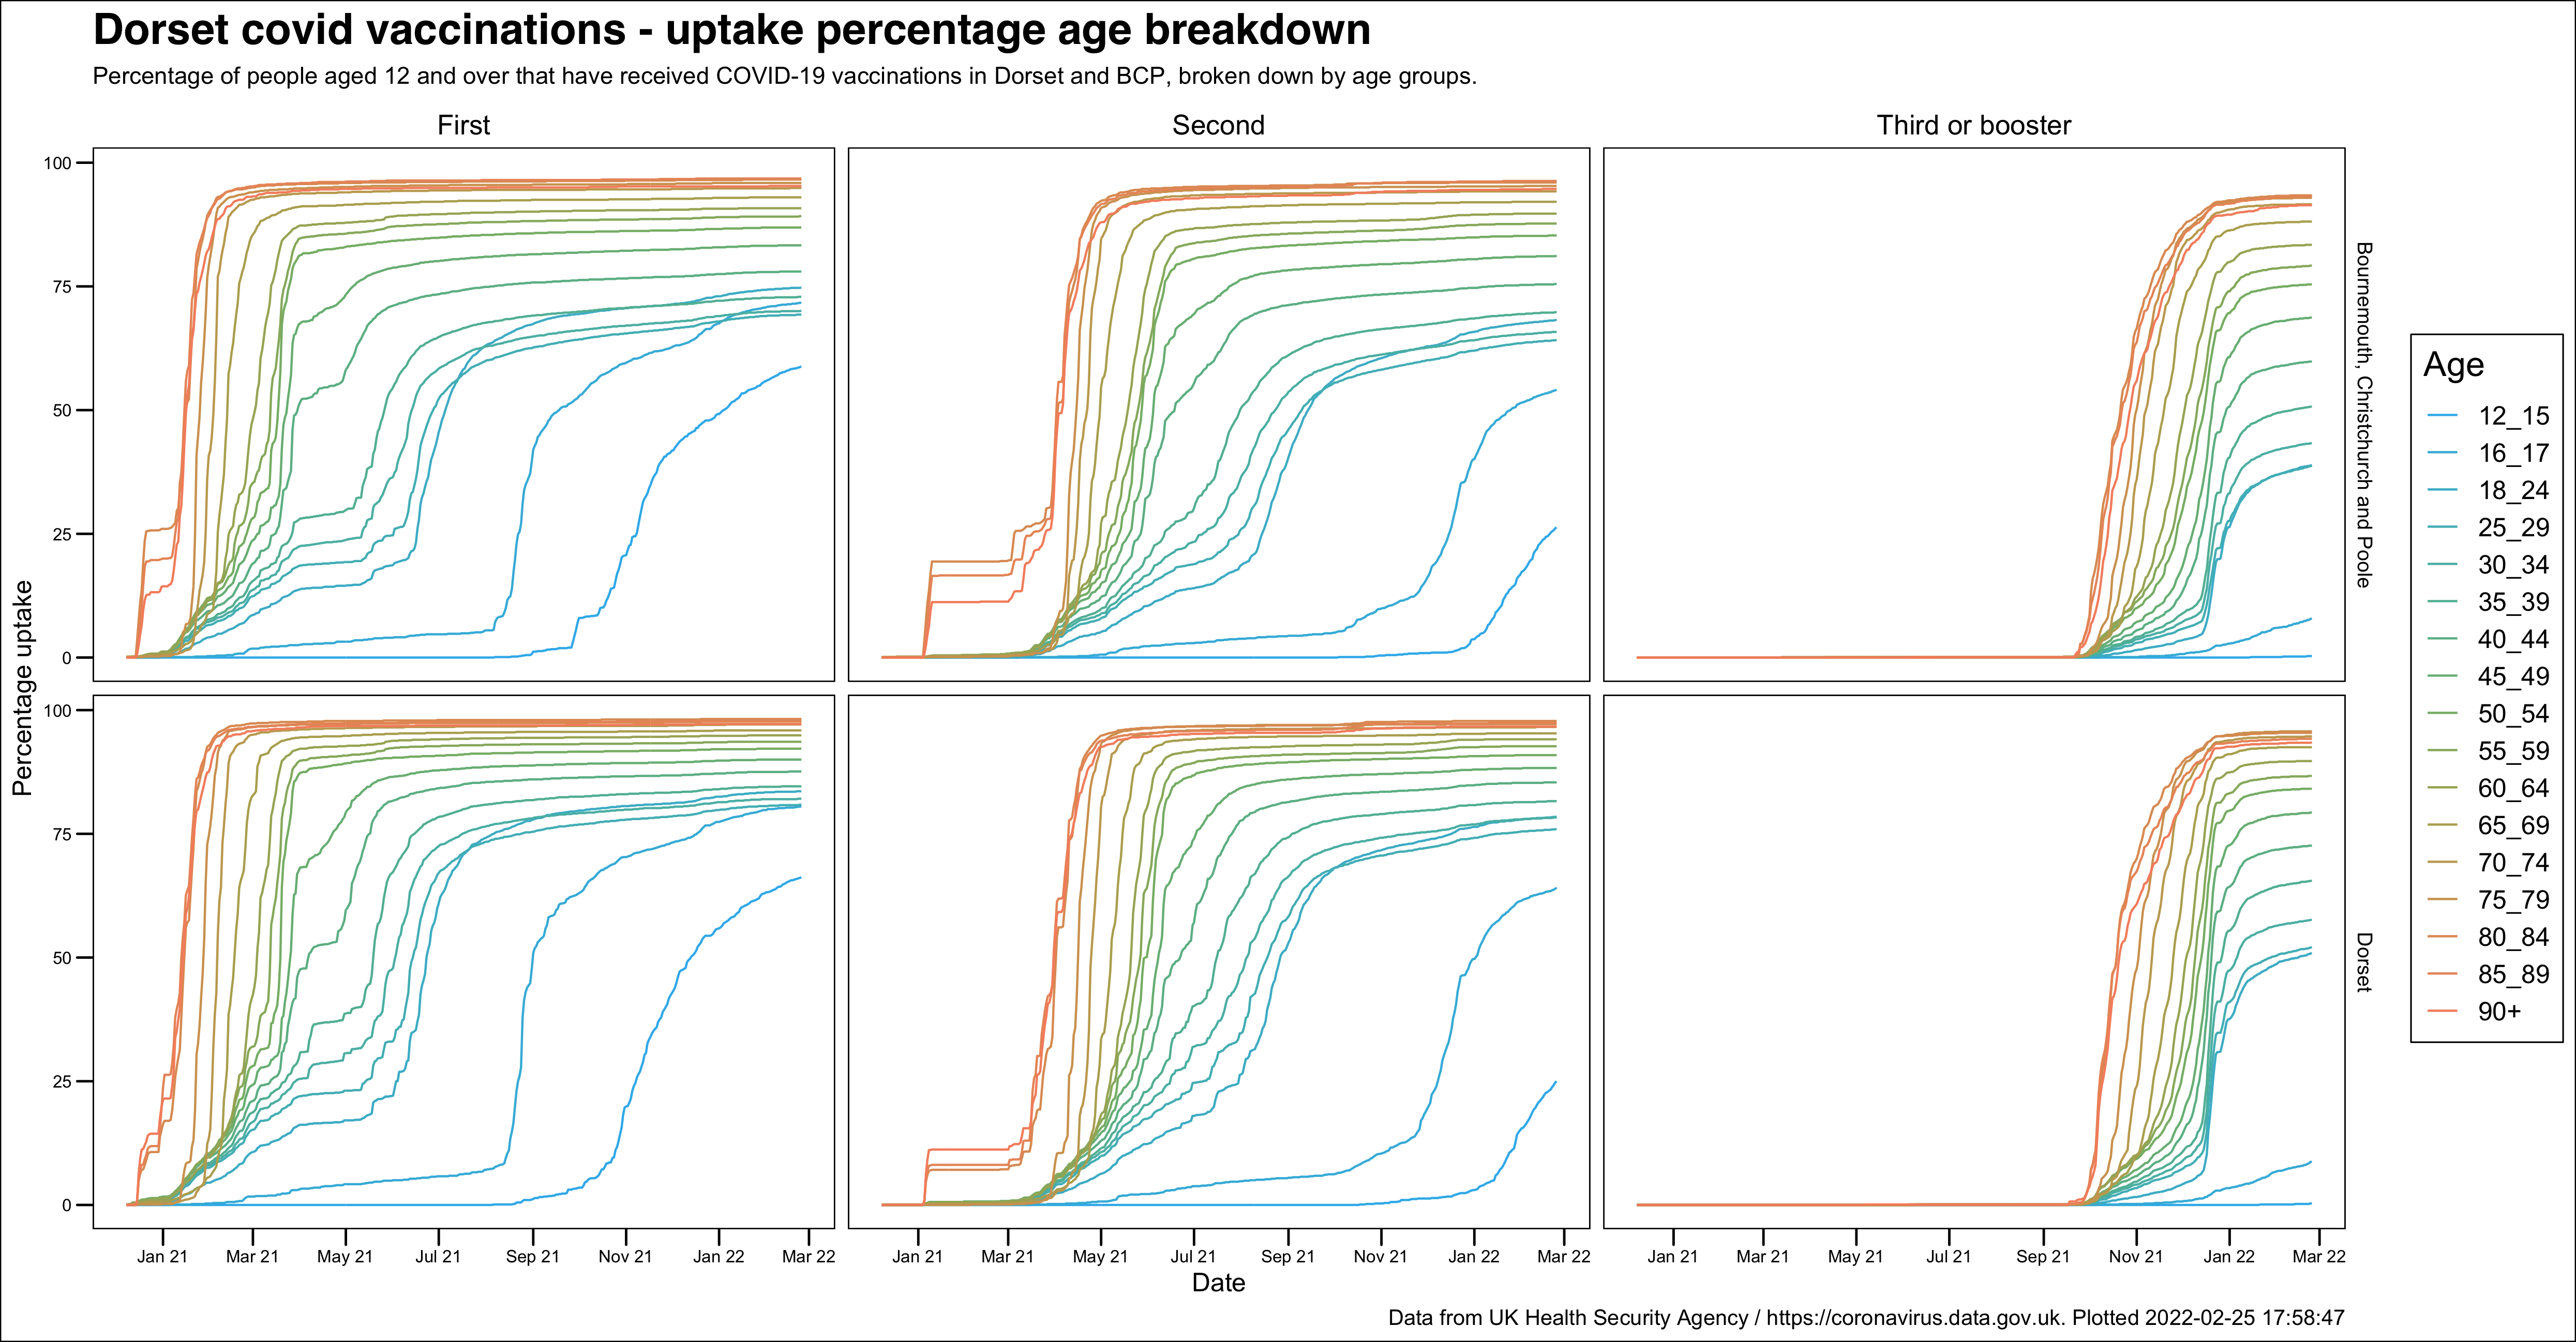 Dorset covid vaccinations - uptake percentage age breakdown
Percentage of people aged 12 and over that have received COVID-19 vaccinations in Dorset and BCP, broken down by age groups.
First
Second
Third or booster
Percentage uptake
100
75
50
25
0
Bournemouth, Christchurch and Poole
100
75
50
25
0
Dorset
Jan 21
Mar 21
May 21
Jul 21
Sep 21
Nov 21
Jan 22
Mar 22
Jan 21
Mar 21
May 21
Jul 21
Sep 21
Nov 21
Jan 22
Mar 22
Jan 21
Mar 21
May 21
Jul 21
Sep 21
Nov 21
Jan 22
Mar 22
Date
Age
12_15
16_17
18_24
25_29
30_34
35_39
40_44
45_49
50_54
55_59
60_64
65_69
70_74
75_79
80_84
85_89
90+
Data from UK Health Security Agency / https://coronavirus.data.gov.uk. Plotted 2022-02-25 17:58:47